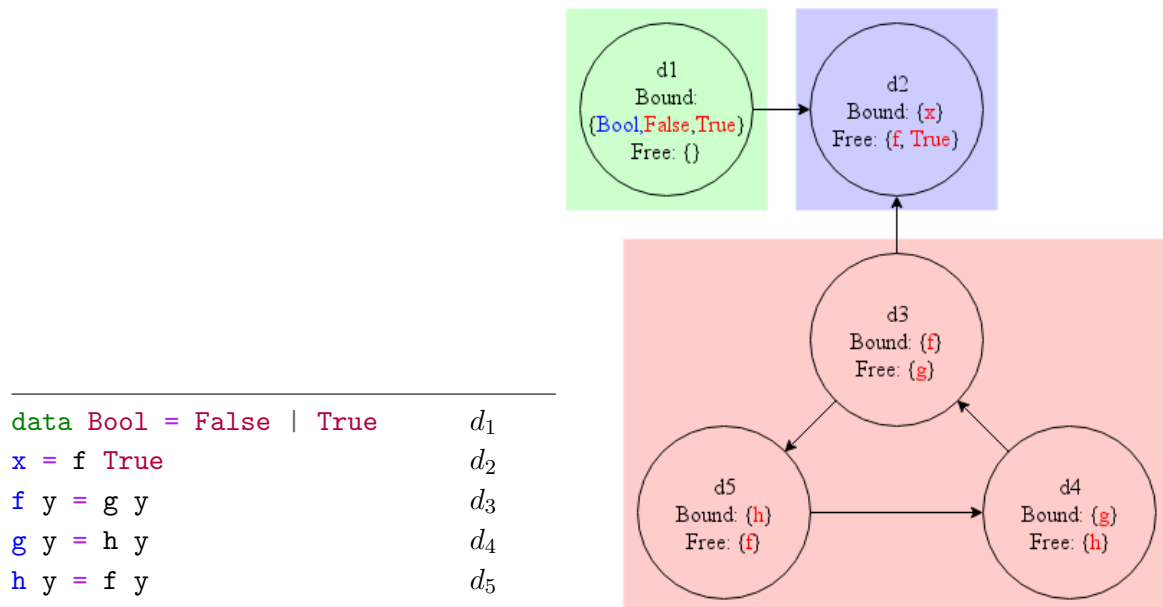 d1
Bound:
{Bool,False,True}
Free: {}
d2
Bound: {x}
Free: {f, True}
d3
Bound: {f}
Free: {g}
d5
Bound: {h}
Free: {f}
d4
Bound: {g}
Free: {h}
data Bool = False | True d₁
x = f True d₂
f y = g y d₃
g y = h y d₄
h y = f y d₅